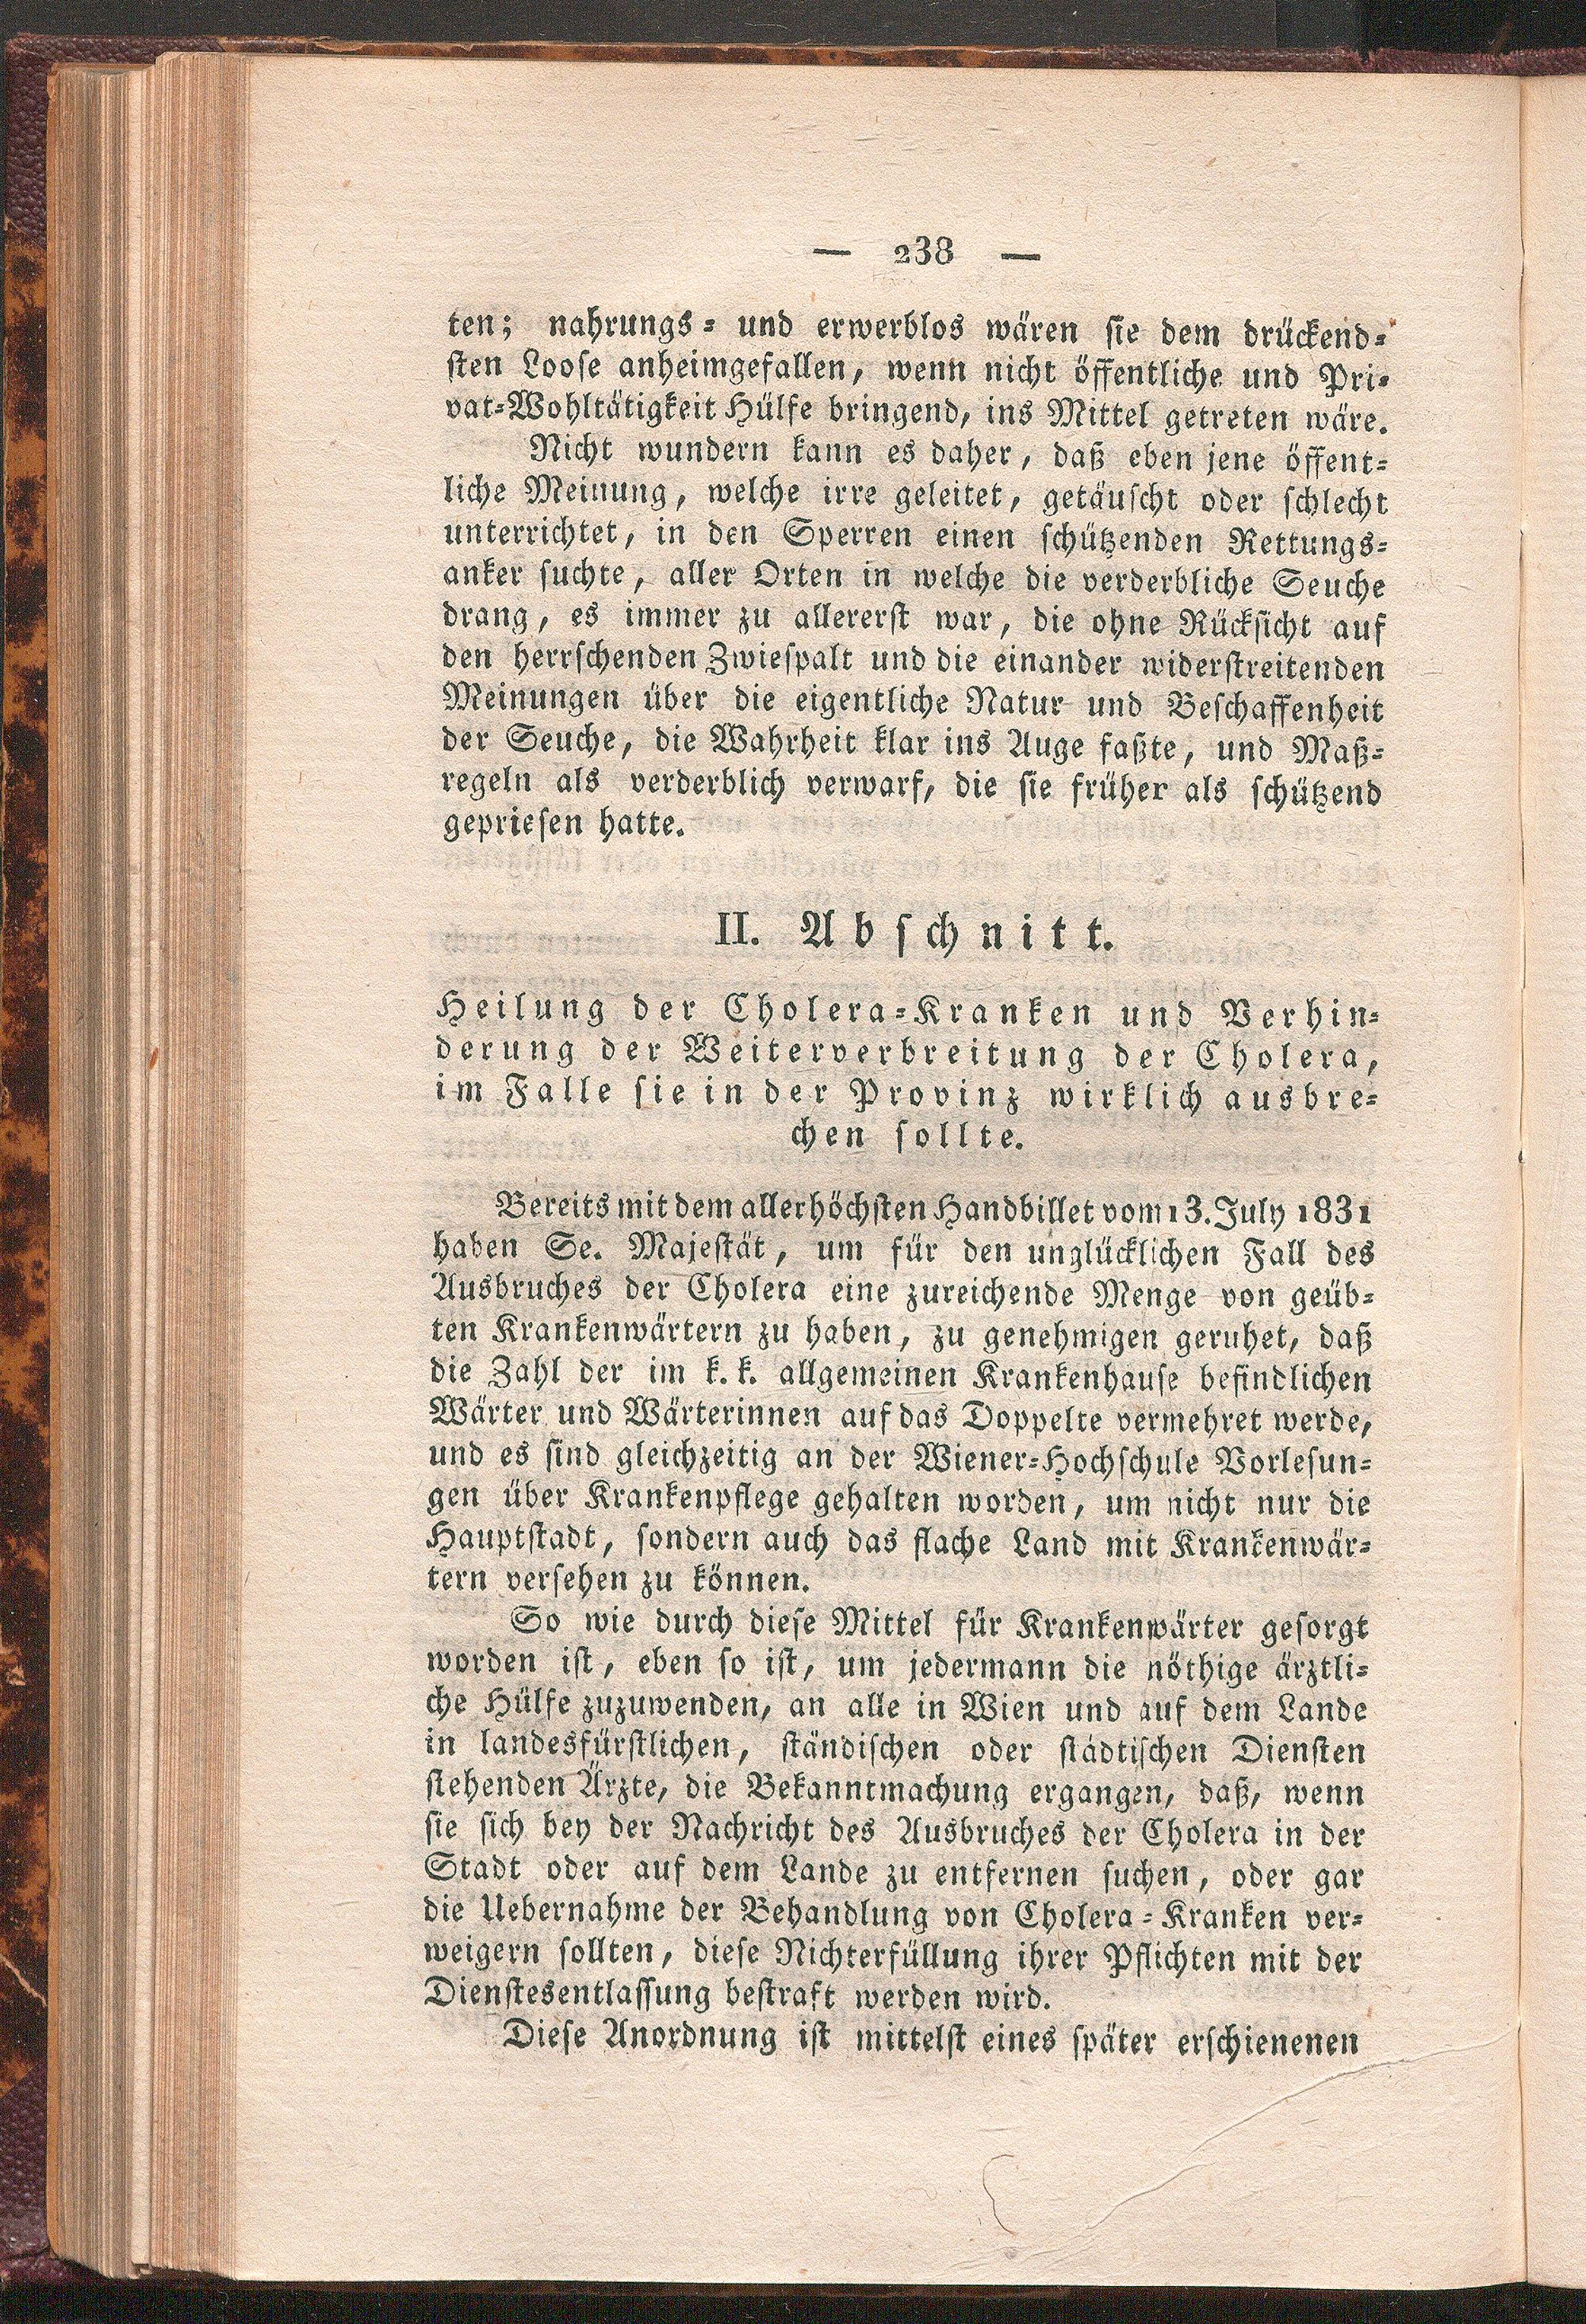 — 238 —
ten; nahrungs- und erwerblos wären sie dem drückend-
sten Loose anheimgefallen, wenn nicht öffentliche und Pri-
vat-Wohltätigkeit Hülfe bringend, ins Mittel getreten wäre.
Nicht wundern kann es daher, daß eben jene öffent-
liche Meinung, welche irre geleitet, getäuscht oder schlecht
unterrichtet, in den Sperren einen schützenden Rettungs-
anker suchte, aller Orten in welche die verderbliche Seuche
drang, es immer zu allererst war, die ohne Rücksicht auf
den herrschenden Zwiespalt und die einander widerstreitenden
Meinungen über die eigentliche Natur und Beschaffenheit
der Seuche, die Wahrheit klar ins Auge faßte, und Maß-
regeln als verderblich verwarf, die sie früher als schützend
gepriesen hatte.
II. Abschnitt.
Heilung der Cholera-Kranken und Verhin-
derung der Weiterverbreitung der Cholera,
im Falle sie in der Provinz wirklich ausbre-
chen sollte.
Bereits mit dem allerhöchsten Handbillet vom 13. July 1831
haben Se. Majestät, um für den unglücklichen Fall des
Ausbruches der Cholera eine zureichende Menge von geüb-
ten Krankenwärtern zu haben, zu genehmigen geruhet, daß
die Zahl der im k. k. allgemeinen Krankenhause befindlichen
Wärter und Wärterinnen auf das Doppelte vermehret werde,
und es sind gleichzeitig an der Wiener-Hochschule Vorlesun-
gen über Krankenpflege gehalten worden, um nicht nur die
Hauptstadt, sondern auch das flache Land mit Krankenwär-
tern versehen zu können.
So wie durch diese Mittel für Krankenwärter gesorgt
worden ist, eben so ist, um jedermann die nöthige ärztli-
che Hülfe zuzuwenden, an alle in Wien und auf dem Lande
in landesfürstlichen, ständischen oder städtischen Diensten
stehenden Ärzte, die Bekanntmachung ergangen, daß, wenn
sie sich bey der Nachricht des Ausbruches der Cholera in der
Stadt oder auf dem Lande zu entfernen suchen, oder gar
die Uebernahme der Behandlung von Cholera-Kranken ver-
weigern sollten, diese Nichterfüllung ihrer Pflichten mit der
Dienstesentlassung bestraft werden wird.
Diese Anordnung ist mittelst eines später erschienenen